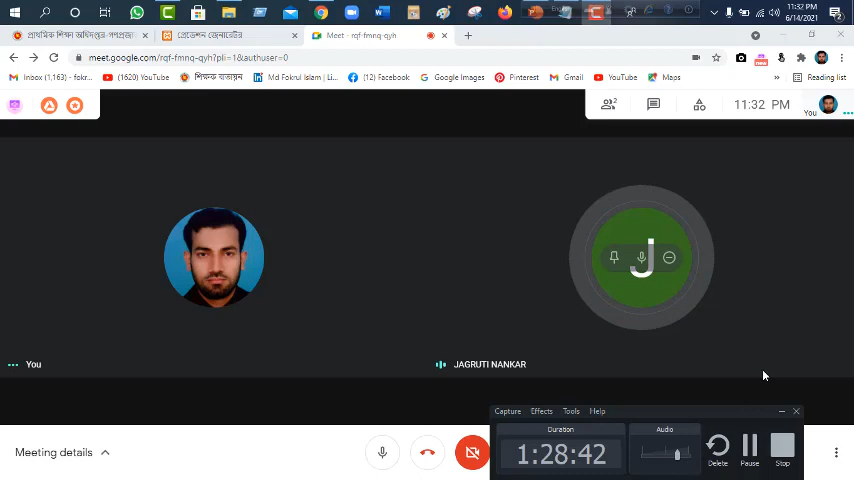 11:32 PM
6/14/2021
প্রাথমিক শিক্ষা অধিদপ্তর-গণপ্রজা
প্রেডেশন জেনারেটর
Meet - rqf-fmnq-qyh
meet.google.com/rqf-fmnq-qyh?pli=1&authuser=0
Inbox (1,163) - fokr...
(1620) YouTube
শিক্ষক বাতায়ন
Md Fokrul Islam | Li...
(12) Facebook
Google Images
Pinterest
Gmail
YouTube
Maps
Reading list
2
11:32 PM
You
J
You
JAGRUTI NANKAR
Capture Effects Tools Help
Duration
Audio
1:28:42
Delete Pause Stop
Meeting details